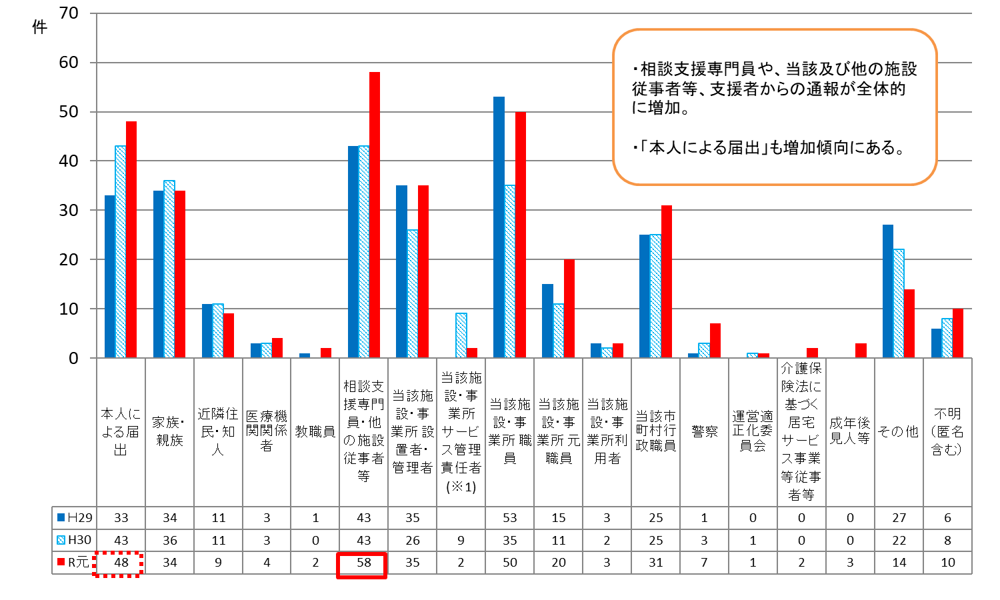 70
件
60
50
40
30
20
10
0
・相談支援専門員や、当該及び他の施設
従事者等、支援者からの通報が全体的
に増加。
・「本人による届出」も増加傾向にある。
本人に
よる届
出
家族・
親族
近隣住
民・知
人
医療機
関関係
者
教職員
相談支
援専門
員・他
の施設
従事者
等
当該施
設・事
業所設
置者・
管理者
当該施
設・事
業所
サービ
ス管理
責任者
(※1)
当該施
設・事
業所職
員
当該施
設・事
業所元
職員
当該施
設・事
業所利
用者
当該市
町村行
政職員
警察
運営適
正化委
員会
介護保
険法に
基づく
居宅
サービ
ス事業
等従事
者等
成年後
見人等
その他
不明
（匿名
含む）
H29 33 34 11 3 1 43 35 53 15 3 25 1 0 0 0 27 6
H30 43 36 11 3 0 43 26 9 35 11 2 25 3 1 0 0 22 8
R元 48 34 9 4 2 58 35 2 50 20 3 31 7 1 2 3 14 10